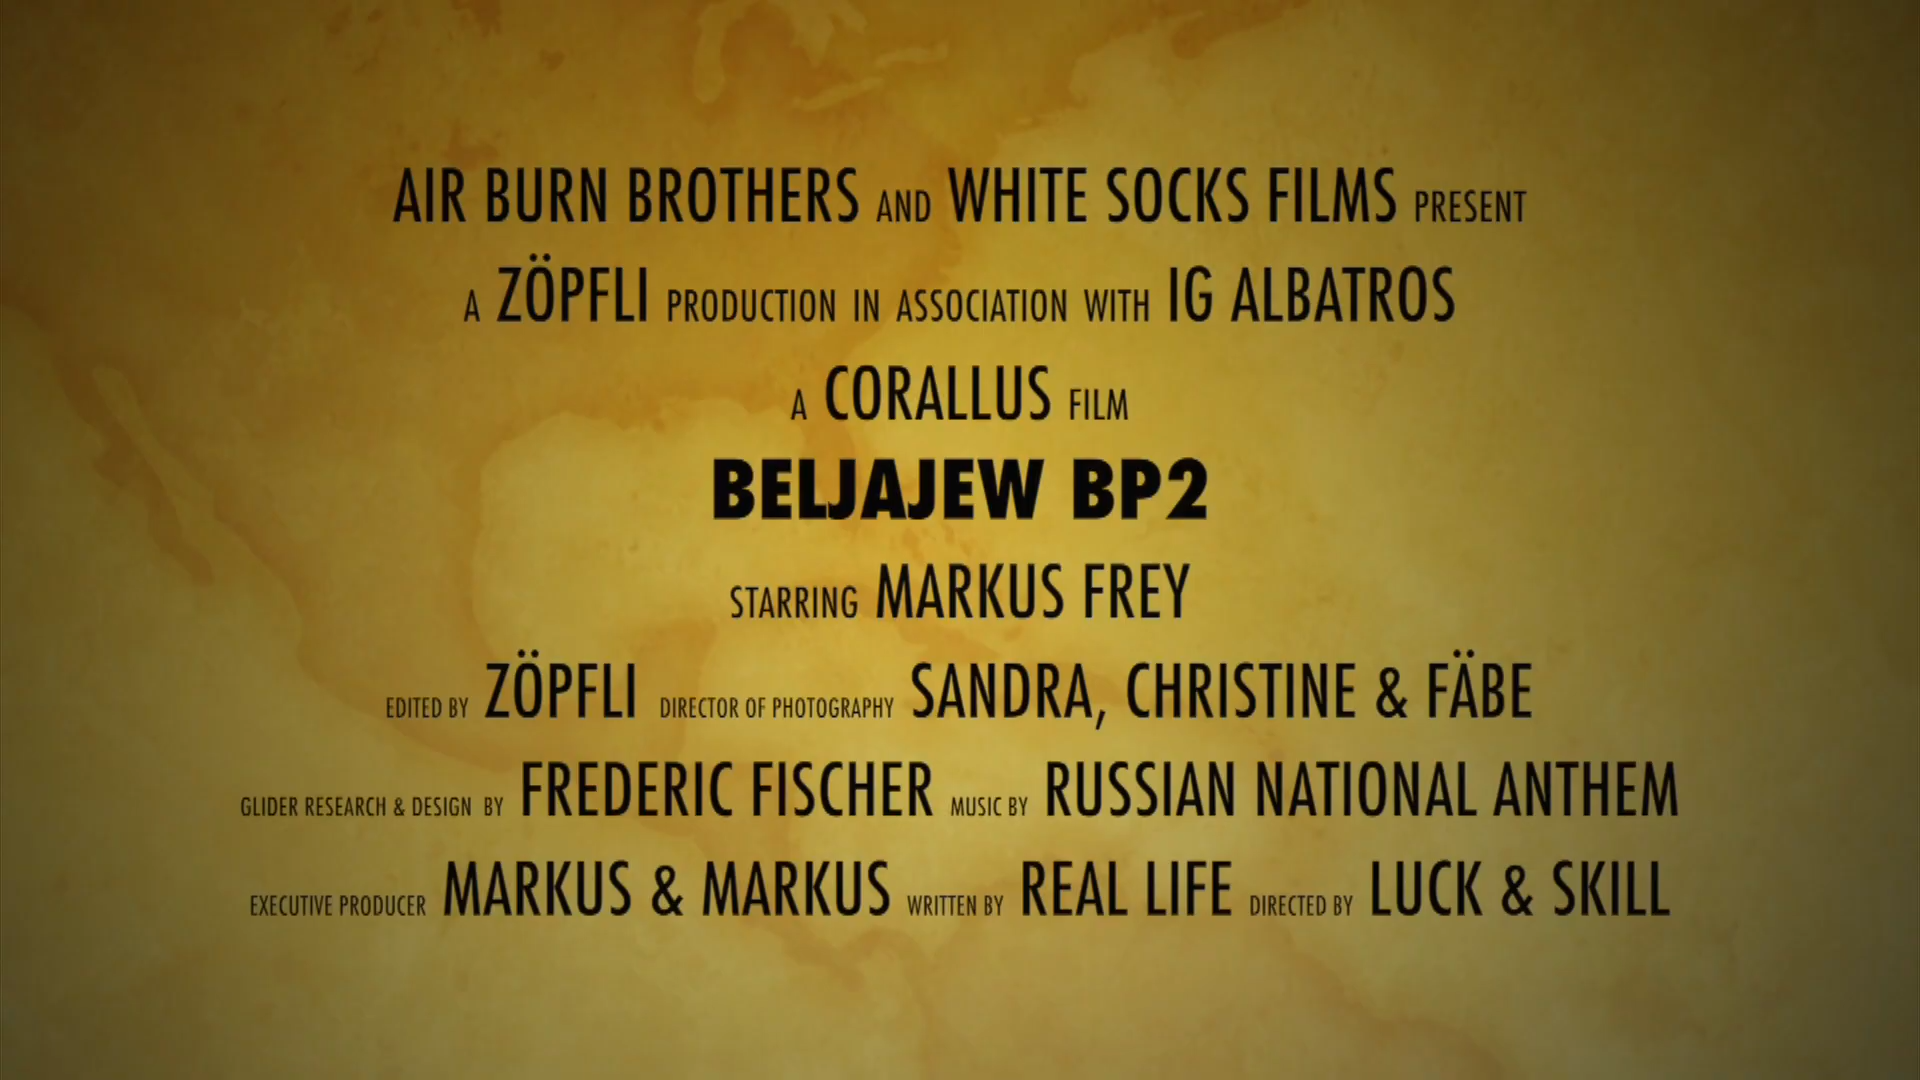 AIR BURN BROTHERS AND WHITE SOCKS FILMS PRESENT
A ZÖPFLI PRODUCTION IN ASSOCIATION WITH IG ALBATROS
A CORALLUS FILM
BELJAJEW BP2
STARRING MARKUS FREY
EDITED BY ZÖPFLI DIRECTOR OF PHOTOGRAPHY SANDRA, CHRISTINE & FÄBE
GLIDER RESEARCH & DESIGN BY FREDERIC FISCHER MUSIC BY RUSSIAN NATIONAL ANTHEM
EXECUTIVE PRODUCER MARKUS & MARKUS WRITTEN BY REAL LIFE DIRECTED BY LUCK & SKILL